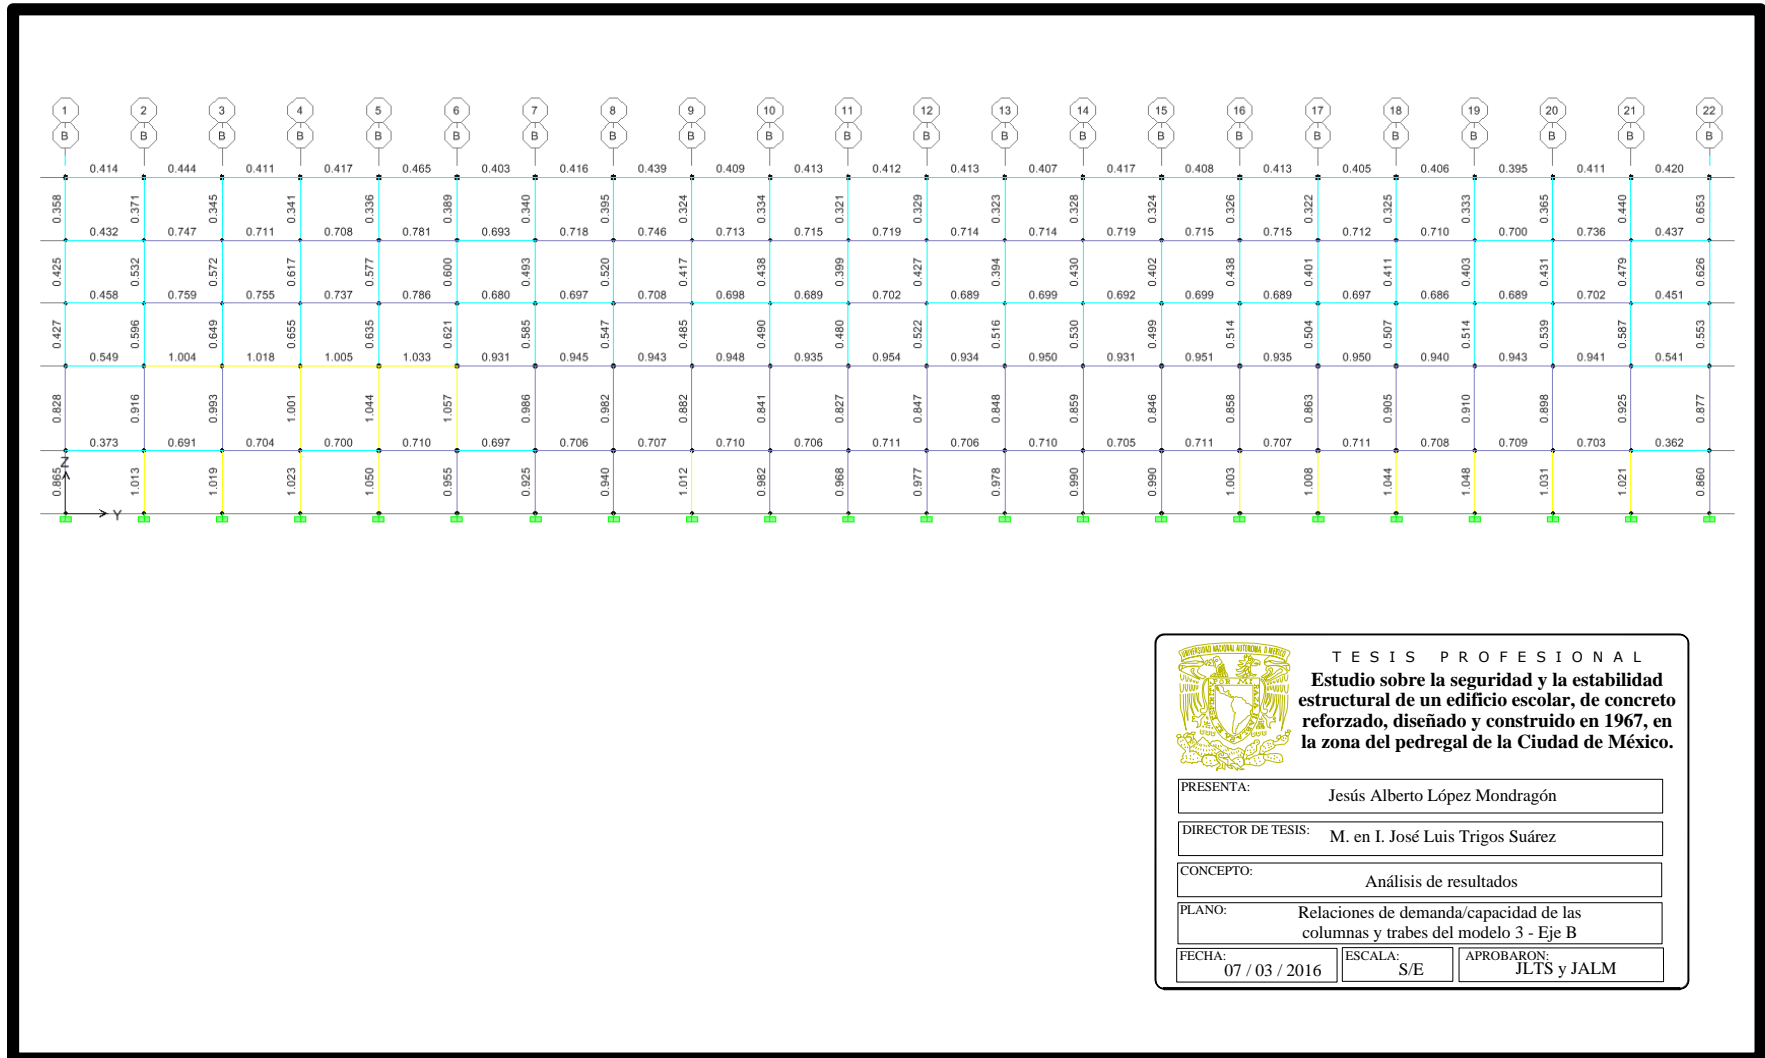 1 2 3 4 5 6 7 8 9 10 11 12 13 14 15 16 17 18 19 20 21 22
B B B B B B B B B B B B B B B B B B B B B B
0.414 0.444 0.411 0.417 0.465 0.403 0.416 0.439 0.409 0.413 0.412 0.413 0.407 0.417 0.408 0.413 0.405 0.406 0.395 0.411 0.420
0.358 0.371 0.345 0.341 0.336 0.389 0.340 0.395 0.324 0.334 0.321 0.329 0.323 0.328 0.324 0.326 0.322 0.325 0.333 0.365 0.440 0.653
0.432 0.747 0.711 0.708 0.781 0.693 0.718 0.746 0.713 0.715 0.719 0.714 0.714 0.719 0.715 0.715 0.712 0.710 0.700 0.736 0.437
0.425 0.532 0.572 0.617 0.577 0.600 0.493 0.520 0.417 0.438 0.399 0.427 0.394 0.430 0.402 0.438 0.401 0.411 0.403 0.431 0.479 0.626
0.458 0.759 0.755 0.737 0.786 0.680 0.697 0.708 0.698 0.689 0.702 0.689 0.699 0.692 0.699 0.689 0.697 0.686 0.689 0.702 0.451
0.427 0.596 0.649 0.655 0.635 0.621 0.585 0.547 0.485 0.490 0.480 0.522 0.516 0.530 0.499 0.514 0.504 0.507 0.514 0.539 0.587 0.553
0.549 1.004 1.018 1.005 1.033 0.931 0.945 0.943 0.948 0.935 0.954 0.934 0.950 0.931 0.951 0.935 0.950 0.940 0.943 0.941 0.541
0.828 0.916 0.993 1.001 1.044 1.057 0.986 0.982 0.882 0.841 0.827 0.847 0.848 0.859 0.846 0.858 0.863 0.905 0.910 0.898 0.925 0.877
0.373 0.691 0.704 0.700 0.710 0.697 0.706 0.707 0.710 0.706 0.711 0.706 0.710 0.705 0.711 0.707 0.711 0.708 0.709 0.703 0.362
Z
0.865 1.013 1.019 1.023 1.050 0.955 0.925 0.940 1.012 0.982 0.968 0.977 0.978 0.990 0.990 1.003 1.008 1.044 1.048 1.031 1.021 0.860
Y
UNIVERSIDAD NACIONAL AUTONOMA D MEXICO
TESIS PROFESIONAL
Estudio sobre la seguridad y la estabilidad
estructural de un edificio escolar, de concreto
reforzado, diseñado y construido en 1967, en
la zona del pedregal de la Ciudad de México.
PRESENTA: Jesús Alberto López Mondragón
DIRECTOR DE TESIS: M. en I. José Luis Trigos Suárez
CONCEPTO: Análisis de resultados
PLANO: Relaciones de demanda/capacidad de las
columnas y trabes del modelo 3 - Eje B
FECHA: 07 / 03 / 2016 ESCALA: S/E APROBARON: JLTS y JALM